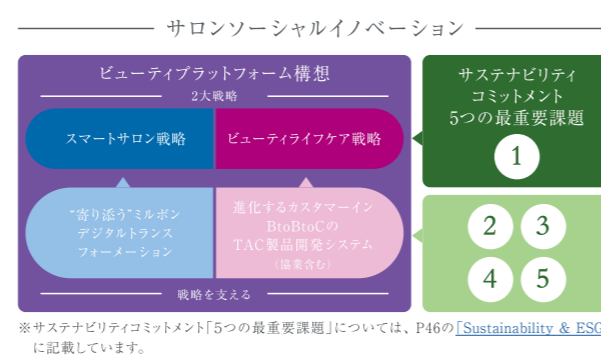 サロンソーシャルイノベーション
ビューティプラットフォーム構想
2大戦略
スマートサロン戦略
ビューティライフケア戦略
“寄り添う”ミルボン
デジタルトランス
フォーメーション
進化するカスタマーイン
BtoBtoCの
TAC製品開発システム
(協業含む)
戦略を支える
サステナビリティ
コミットメント
5つの最重要課題
1
2 3
4 5
※サステナビリティコミットメント「5つの最重要課題」については、P46の「Sustainability & ESG
に記載しています。